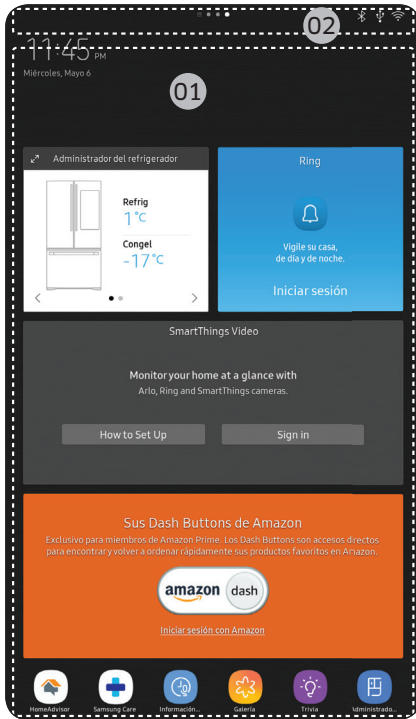 02
11:45 PM
Miércoles, Mayo 6
01
Administrador del refrigerador
Refrig
1°c
Congel
-17°c
Ring
Vigile su casa,
de día y de noche.
Iniciar sesión
SmartThings Video
Monitor your home at a glance with
Arlo, Ring and SmartThings cameras.
How to Set Up
Sign in
Sus Dash Buttons de Amazon
Exclusivo para miembros de Amazon Prime. Los Dash Buttons son accesos directos
para encontrar y volver a ordenar rápidamente sus productos favoritos en Amazon.
amazon dash
Iniciar sesión con Amazon
HomeAdvisor
Samsung Care
Información...
Galería
Trivia
Administrado...